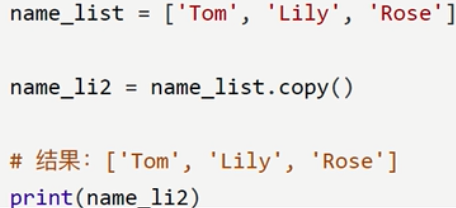 name_list = ['Tom', 'Lily', 'Rose']
name_li2 = name_list.copy()
# 结果：['Tom', 'Lily', 'Rose']
print(name_li2)